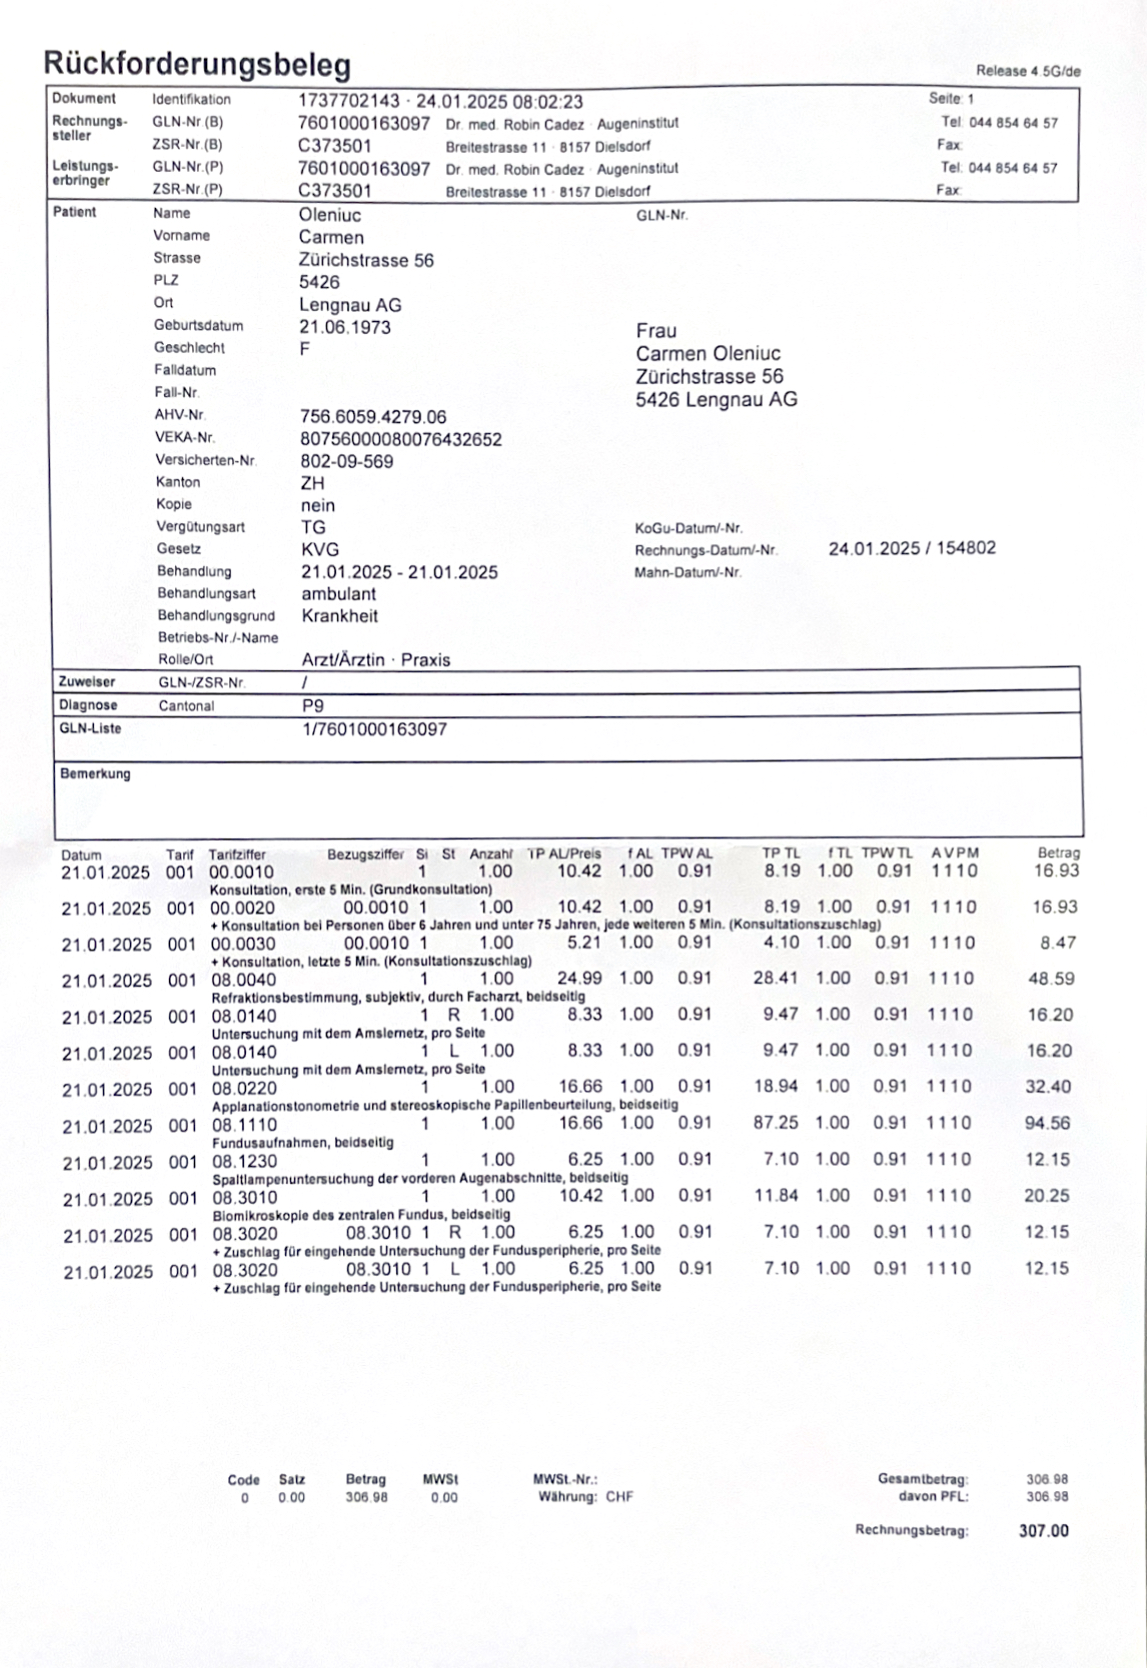 Rückforderungsbeleg
Release 4.5G/de
Dokument Identifikation 1737702143 · 24.01.2025 08:02:23 Seite: 1
Rechnungs-steller GLN-Nr.(B) 7601000163097 Dr. med. Robin Cadez · Augeninstitut Tel: 044 854 64 57
ZSR-Nr.(B) C373501 Breitestrasse 11 · 8157 Dielsdorf Fax:
Leistungs-erbringer GLN-Nr.(P) 7601000163097 Dr. med. Robin Cadez · Augeninstitut Tel: 044 854 64 57
ZSR-Nr.(P) C373501 Breitestrasse 11 · 8157 Dielsdorf Fax:
Patient Name Oleniuc GLN-Nr.
Vorname Carmen
Strasse Zürichstrasse 56
PLZ 5426
Ort Lengnau AG
Geburtsdatum 21.06.1973 Frau
Geschlecht F Carmen Oleniuc
Falldatum Zürichstrasse 56
Fall-Nr. 5426 Lengnau AG
AHV-Nr. 756.6059.4279.06
VEKA-Nr. 80756000080076432652
Versicherten-Nr. 802-09-569
Kanton ZH
Kopie nein
Vergütungsart TG KoGu-Datum/-Nr.
Gesetz KVG Rechnungs-Datum/-Nr. 24.01.2025 / 154802
Behandlung 21.01.2025 - 21.01.2025 Mahn-Datum/-Nr.
Behandlungsart ambulant
Behandlungsgrund Krankheit
Betriebs-Nr./-Name
Rolle/Ort Arzt/Ärztin · Praxis
Zuweiser GLN-/ZSR-Nr. /
Diagnose Cantonal P9
GLN-Liste 1/7601000163097
Bemerkung
Datum Tarif Tarifziffer Bezugsziffer Si St Anzahl TP AL/Preis f AL TPW AL TP TL f TL TPW TL A V P M Betrag
21.01.2025 001 00.0010 1 1.00 10.42 1.00 0.91 8.19 1.00 0.91 1 1 1 0 16.93
Konsultation, erste 5 Min. (Grundkonsultation)
21.01.2025 001 00.0020 00.0010 1 1.00 10.42 1.00 0.91 8.19 1.00 0.91 1 1 1 0 16.93
+ Konsultation bei Personen über 6 Jahren und unter 75 Jahren, jede weiteren 5 Min. (Konsultationszuschlag)
21.01.2025 001 00.0030 00.0010 1 1.00 5.21 1.00 0.91 4.10 1.00 0.91 1 1 1 0 8.47
+ Konsultation, letzte 5 Min. (Konsultationszuschlag)
21.01.2025 001 08.0040 1 1.00 24.99 1.00 0.91 28.41 1.00 0.91 1 1 1 0 48.59
Refraktionsbestimmung, subjektiv, durch Facharzt, beidseitig
21.01.2025 001 08.0140 1 R 1.00 8.33 1.00 0.91 9.47 1.00 0.91 1 1 1 0 16.20
Untersuchung mit dem Amslernetz, pro Seite
21.01.2025 001 08.0140 1 L 1.00 8.33 1.00 0.91 9.47 1.00 0.91 1 1 1 0 16.20
Untersuchung mit dem Amslernetz, pro Seite
21.01.2025 001 08.0220 1 1.00 16.66 1.00 0.91 18.94 1.00 0.91 1 1 1 0 32.40
Applanationstonometrie und stereoskopische Papillenbeurteilung, beidseitig
21.01.2025 001 08.1110 1 1.00 16.66 1.00 0.91 87.25 1.00 0.91 1 1 1 0 94.56
Fundusaufnahmen, beidseitig
21.01.2025 001 08.1230 1 1.00 6.25 1.00 0.91 7.10 1.00 0.91 1 1 1 0 12.15
Spaltlampenuntersuchung der vorderen Augenabschnitte, beidseitig
21.01.2025 001 08.3010 1 1.00 10.42 1.00 0.91 11.84 1.00 0.91 1 1 1 0 20.25
Biomikroskopie des zentralen Fundus, beidseitig
21.01.2025 001 08.3020 08.3010 1 R 1.00 6.25 1.00 0.91 7.10 1.00 0.91 1 1 1 0 12.15
+ Zuschlag für eingehende Untersuchung der Fundusperipherie, pro Seite
21.01.2025 001 08.3020 08.3010 1 L 1.00 6.25 1.00 0.91 7.10 1.00 0.91 1 1 1 0 12.15
+ Zuschlag für eingehende Untersuchung der Fundusperipherie, pro Seite
Code Satz Betrag MWSt MWSt.-Nr.: Gesamtbetrag: 306.98
0 0.00 306.98 0.00 Währung: CHF davon PFL: 306.98
Rechnungsbetrag: 307.00